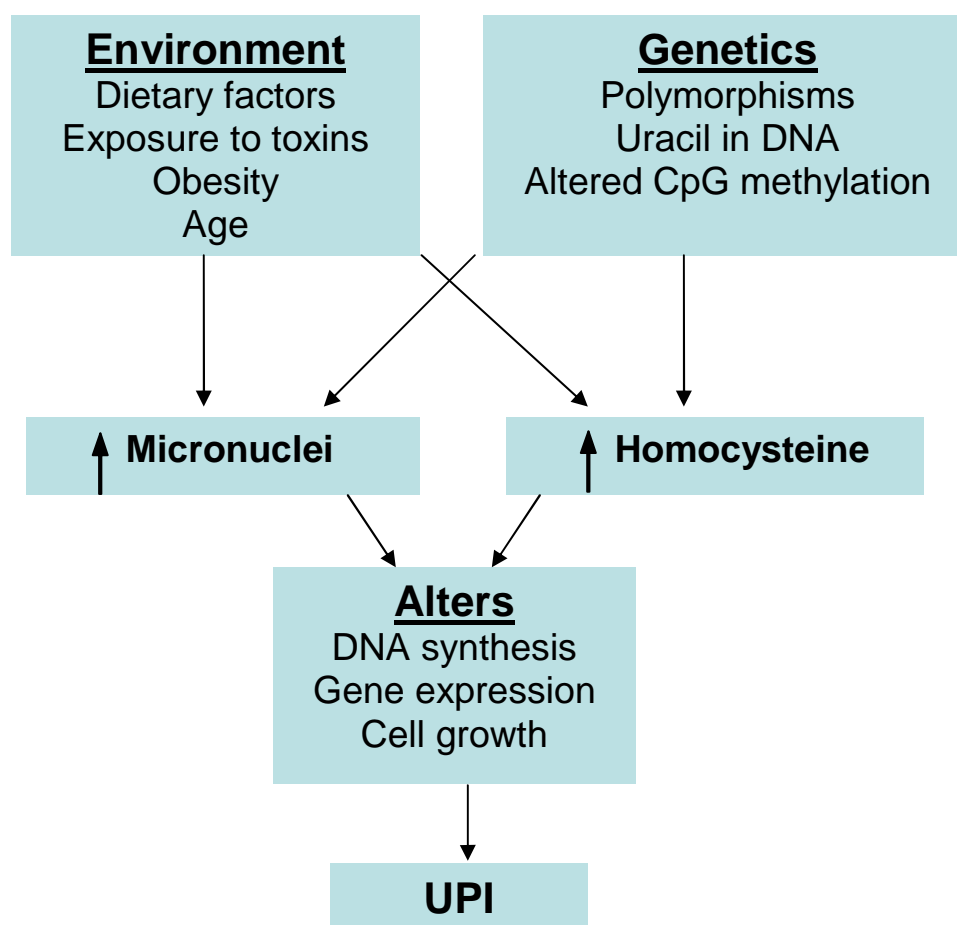 Environment
Dietary factors
Exposure to toxins
Obesity
Age
Genetics
Polymorphisms
Uracil in DNA
Altered CpG methylation
Micronuclei
Homocysteine
Alters
DNA synthesis
Gene expression
Cell growth
UPI